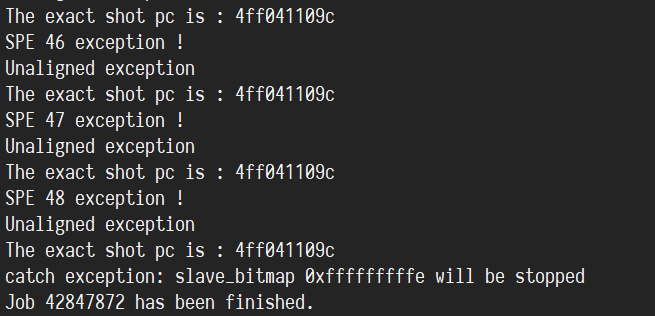 The exact shot pc is : 4ff041109c
SPE 46 exception !
Unaligned exception
The exact shot pc is : 4ff041109c
SPE 47 exception !
Unaligned exception
The exact shot pc is : 4ff041109c
SPE 48 exception !
Unaligned exception
The exact shot pc is : 4ff041109c
catch exception: slave_bitmap 0xfffffffffe will be stopped
Job 42847872 has been finished.